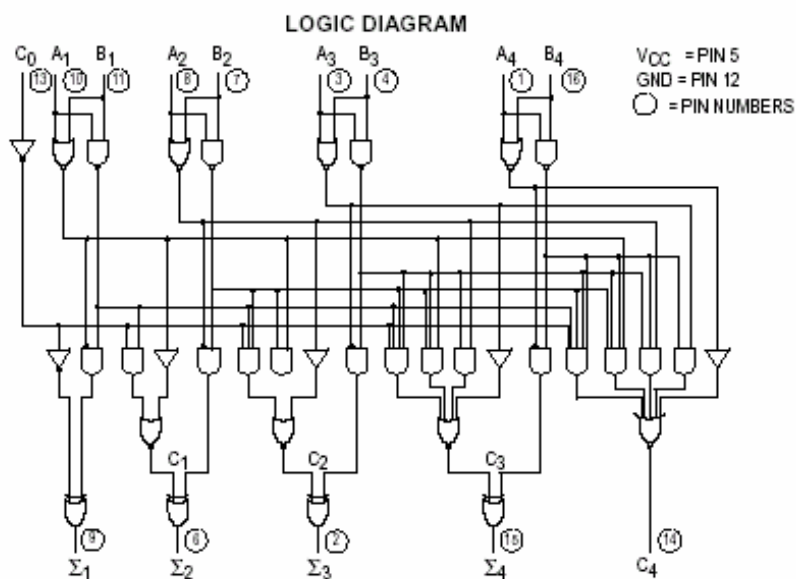 LOGIC DIAGRAM
C0 A1 B1 A2 B2 A3 B3 A4 B4
VCC = PIN 5
GND = PIN 12
= PIN NUMBERS
13 10 11 8 7 3 4 1 16
C1 C2 C3
9 6 2 15 14
Σ1 Σ2 Σ3 Σ4 C4